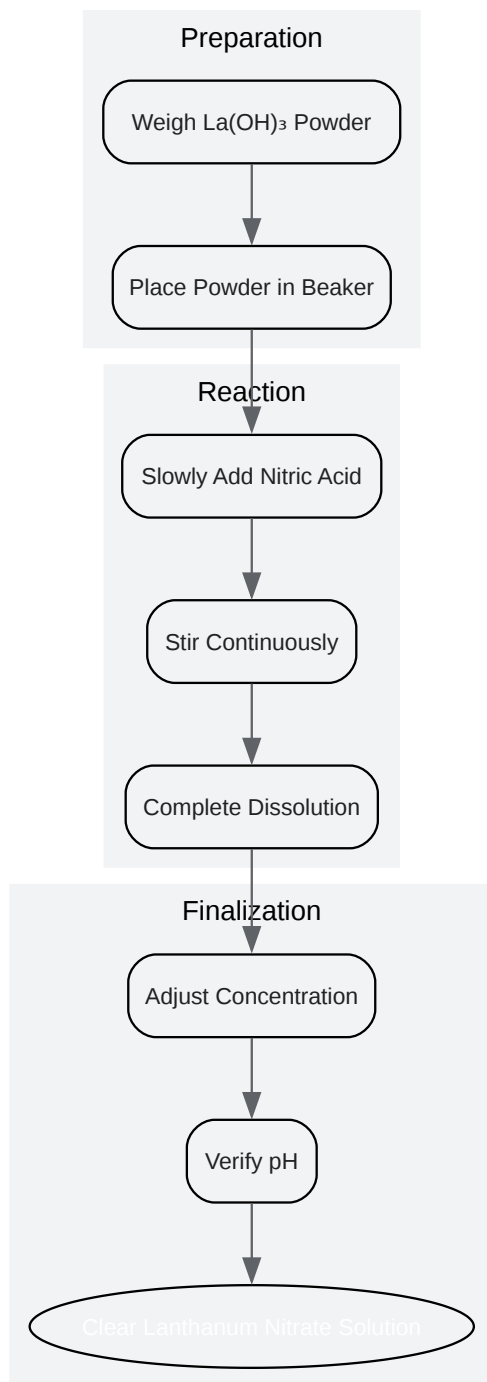 Preparation
Weigh La(OH)₃ Powder
Place Powder in Beaker
Reaction
Slowly Add Nitric Acid
Stir Continuously
Complete Dissolution
Finalization
Adjust Concentration
Verify pH
Clear Lanthanum Nitrate Solution